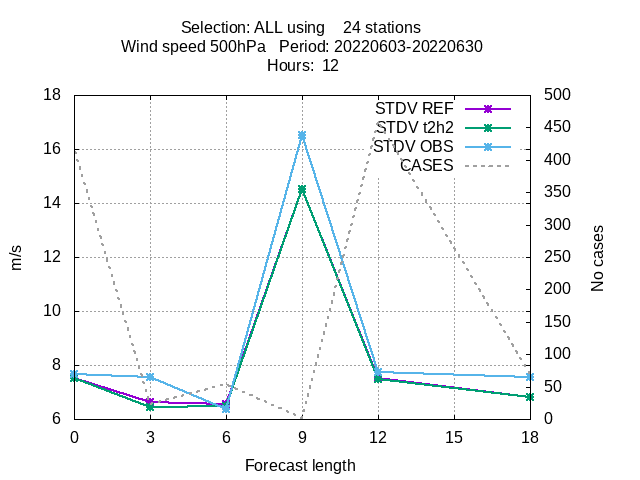 Selection: ALL using    24 stations
Wind speed 500hPa   Period: 20220603-20220630
Hours:  12
18
16
14
12
10
8
6
m/s
0
3
6
9
12
15
18
Forecast length
500
450
400
350
300
250
200
150
100
50
0
No cases
STDV REF
STDV t2h2
STDV OBS
CASES